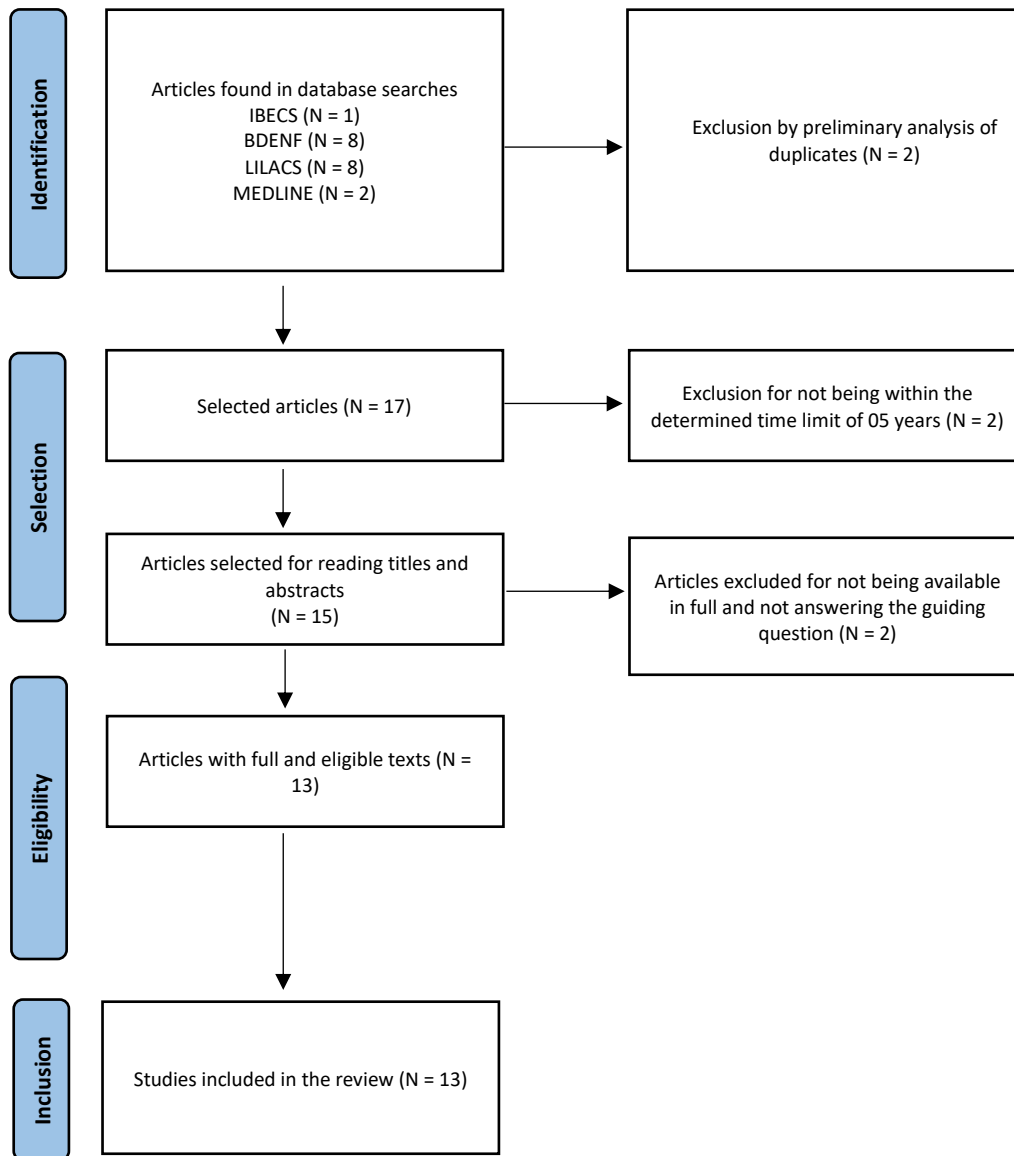 Identification
Articles found in database searches
IBECS (N = 1)
BDENF (N = 8)
LILACS (N = 8)
MEDLINE (N = 2)
Exclusion by preliminary analysis of
duplicates (N = 2)
Selection
Selected articles (N = 17)
Exclusion for not being within the
determined time limit of 05 years (N = 2)
Articles selected for reading titles and
abstracts
(N = 15)
Articles excluded for not being available
in full and not answering the guiding
question (N = 2)
Eligibility
Articles with full and eligible texts (N =
13)
Inclusion
Studies included in the review (N = 13)